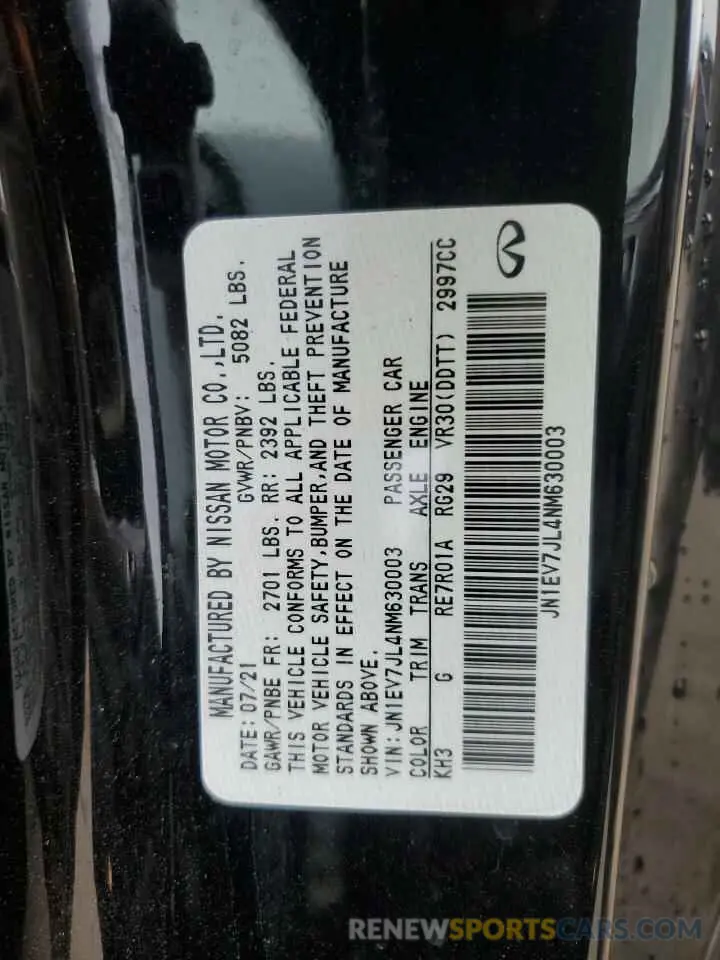 MANUFACTURED BY NISSAN MOTOR CO.,LTD.
DATE: 07/21 GVWR/PNBV: 5082 LBS.
GAWR/PNBE FR: 2701 LBS. RR: 2392 LBS.
THIS VEHICLE CONFORMS TO ALL APPLICABLE FEDERAL
MOTOR VEHICLE SAFETY,BUMPER,AND THEFT PREVENTION
STANDARDS IN EFFECT ON THE DATE OF MANUFACTURE
SHOWN ABOVE.
VIN:JN1EV7JL4NM630003 PASSENGER CAR
COLOR TRIM TRANS AXLE ENGINE
KH3 G RE7R01A RG29 VR30(DDTT) 2997CC
JN1EV7JL4NM630003
RENEWSPORTSCARS.COM